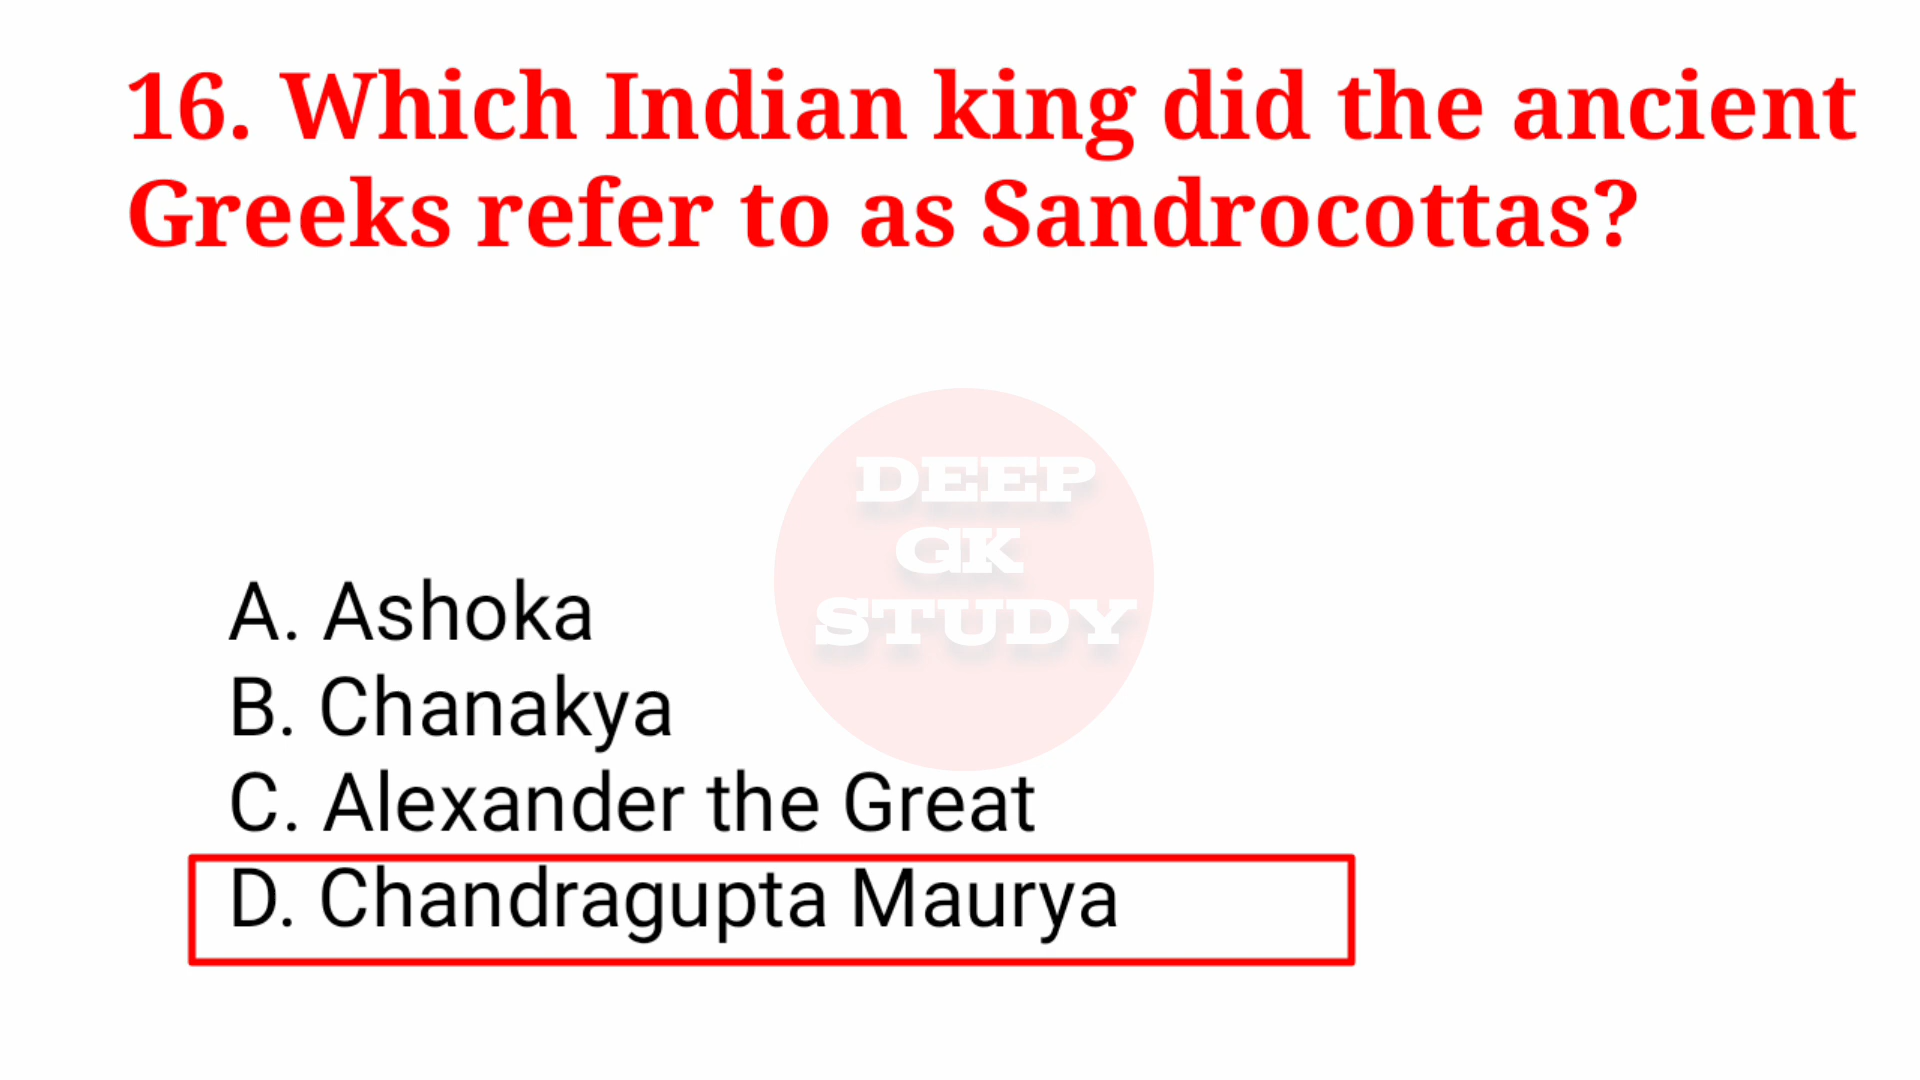 16. Which Indian king did the ancient
Greeks refer to as Sandrocottas?
DEEP
GK
STUDY
A. Ashoka
B. Chanakya
C. Alexander the Great
D. Chandragupta Maurya